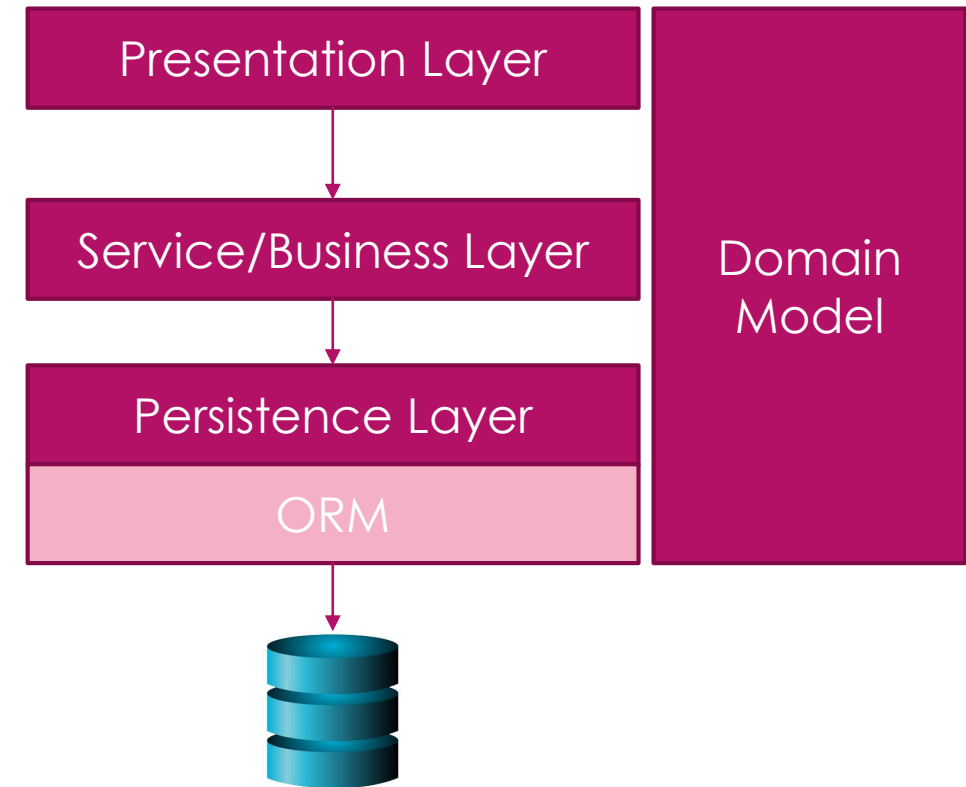 Presentation Layer
Service/Business Layer
Domain
Model
Persistence Layer
ORM